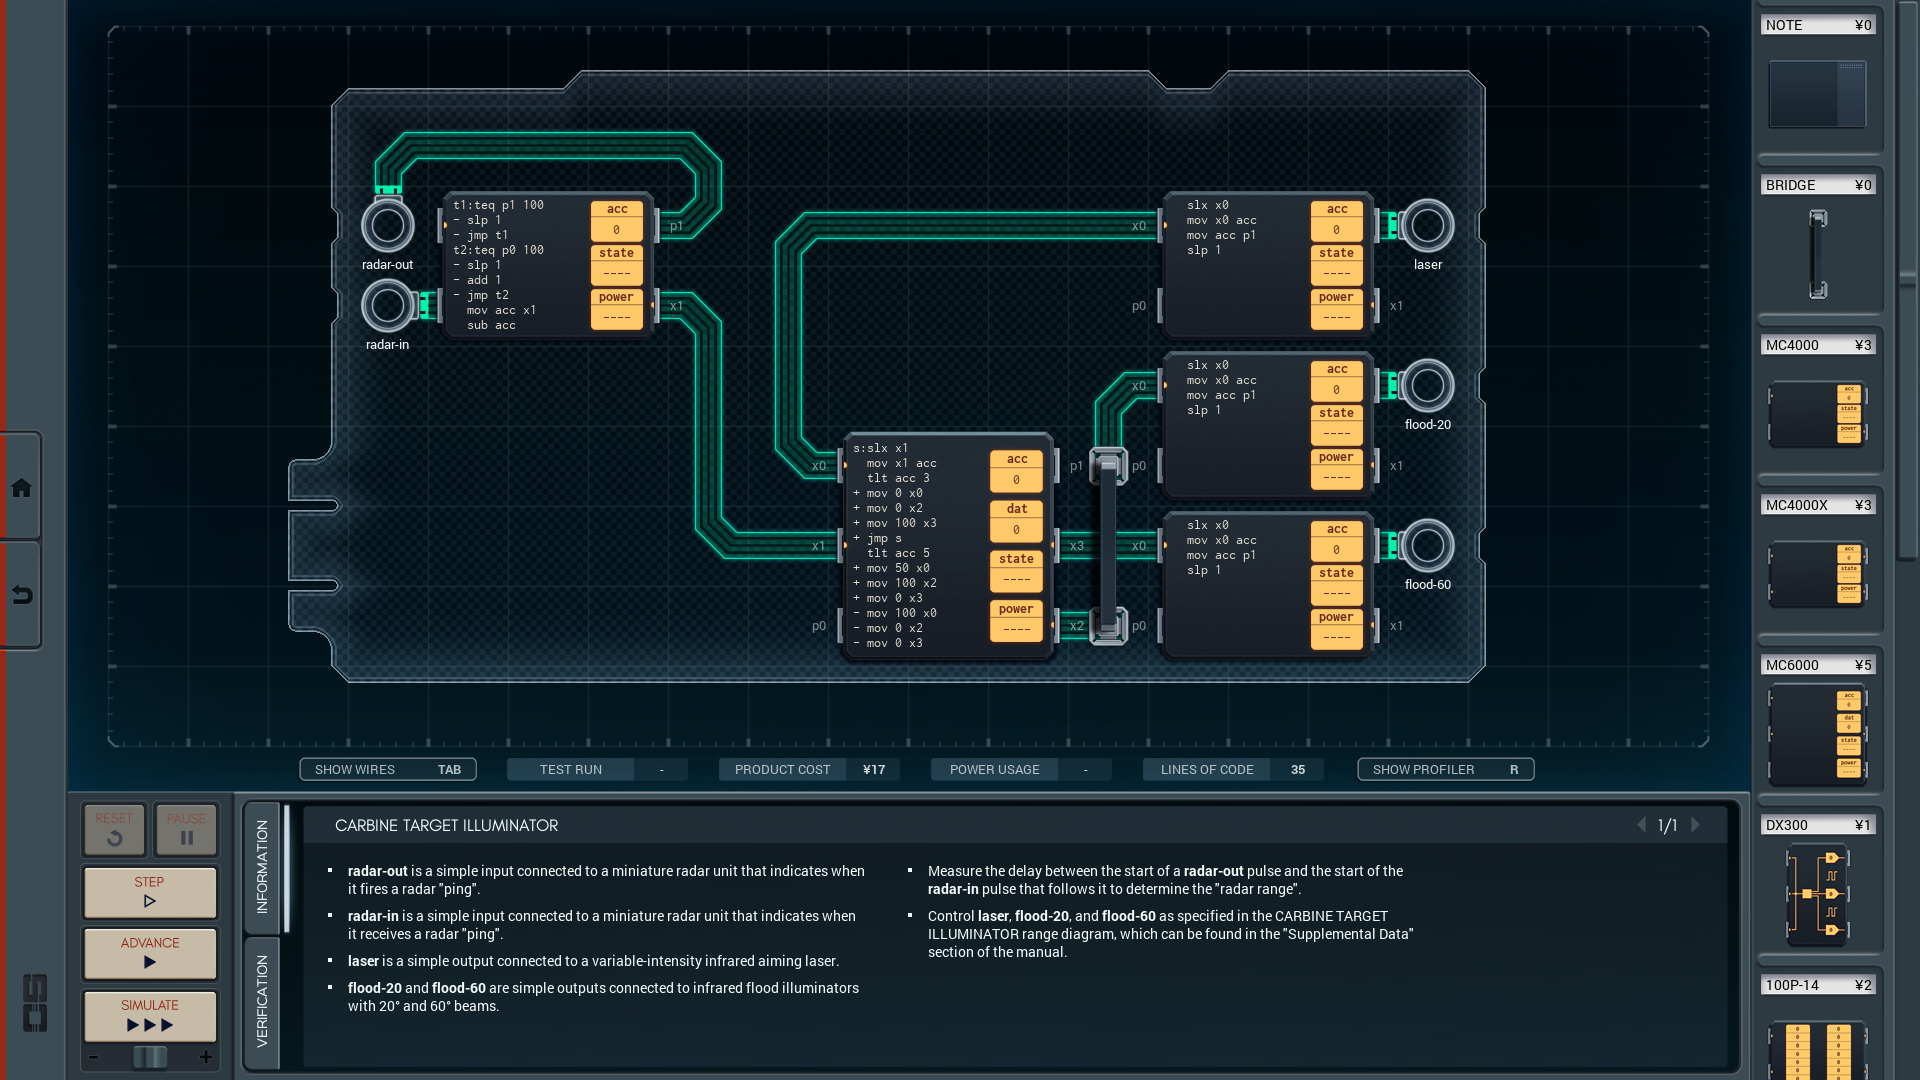 NOTE ¥0
BRIDGE ¥0
MC4000 ¥3
MC4000X ¥3
MC6000 ¥5
DX300 ¥1
100P-14 ¥2
radar-out
radar-in
t1:teq p1 100
- slp 1
- jmp t1
t2:teq p0 100
- slp 1
- add 1
- jmp t2
mov acc x1
sub acc
acc
0
state
----
power
----
p1
x1
s:slx x1
mov x1 acc
tlt acc 3
+ mov 0 x0
+ mov 0 x2
+ mov 100 x3
+ jmp s
tlt acc 5
+ mov 50 x0
+ mov 100 x2
+ mov 0 x3
- mov 100 x0
- mov 0 x2
- mov 0 x3
acc
0
dat
0
state
----
power
----
x0
x1
p0
p1
x3
x2
slx x0
mov x0 acc
mov acc p1
slp 1
acc
0
state
----
power
----
x0
p0
x1
laser
slx x0
mov x0 acc
mov acc p1
slp 1
acc
0
state
----
power
----
x0
p0
x1
flood-20
slx x0
mov x0 acc
mov acc p1
slp 1
acc
0
state
----
power
----
x0
p0
x1
flood-60
SHOW WIRES TAB
TEST RUN -
PRODUCT COST ¥17
POWER USAGE -
LINES OF CODE 35
SHOW PROFILER R
RESET
PAUSE
STEP
ADVANCE
SIMULATE
- +
INFORMATION
VERIFICATION
CARBINE TARGET ILLUMINATOR
1/1
▪ radar-out is a simple input connected to a miniature radar unit that indicates when
it fires a radar "ping".
▪ radar-in is a simple input connected to a miniature radar unit that indicates when
it receives a radar "ping".
▪ laser is a simple output connected to a variable-intensity infrared aiming laser.
▪ flood-20 and flood-60 are simple outputs connected to infrared flood illuminators
with 20° and 60° beams.
▪ Measure the delay between the start of a radar-out pulse and the start of the
radar-in pulse that follows it to determine the "radar range".
▪ Control laser, flood-20, and flood-60 as specified in the CARBINE TARGET
ILLUMINATOR range diagram, which can be found in the "Supplemental Data"
section of the manual.